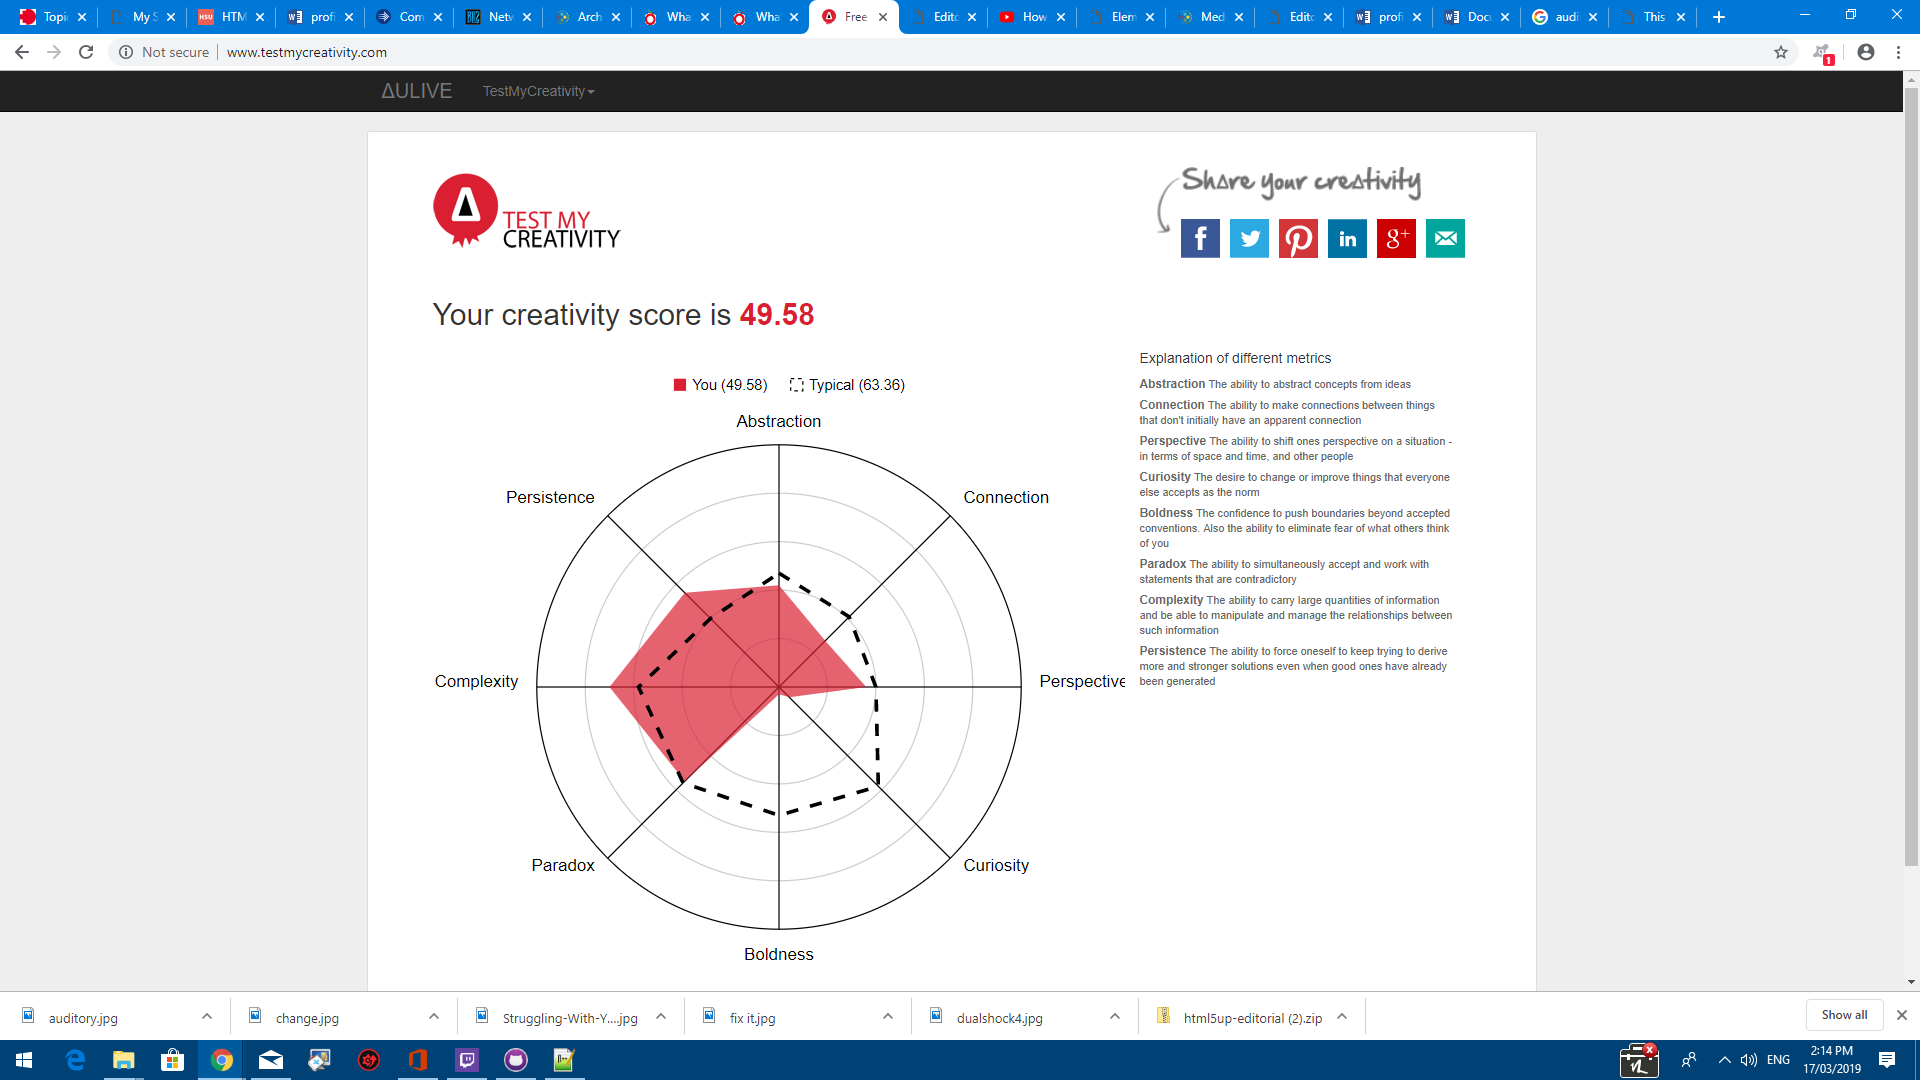 Topic
My S
HTM
profi
Corr
Netw
Arch
Wha
Wha
Free
Edito
How
Elem
Med
Edito
profi
Docu
audi
This
Not secure
www.testmycreativity.com
1
ΔULIVE
TestMyCreativity
TEST MY
CREATIVITY
ShΔre your creΔtivity
Your creativity score is 49.58
You (49.58)
Typical (63.36)
Abstraction
Connection
Perspective
Curiosity
Boldness
Paradox
Complexity
Persistence
Explanation of different metrics
Abstraction The ability to abstract concepts from ideas
Connection The ability to make connections between things
that don't initially have an apparent connection
Perspective The ability to shift ones perspective on a situation -
in terms of space and time, and other people
Curiosity The desire to change or improve things that everyone
else accepts as the norm
Boldness The confidence to push boundaries beyond accepted
conventions. Also the ability to eliminate fear of what others think
of you
Paradox The ability to simultaneously accept and work with
statements that are contradictory
Complexity The ability to carry large quantities of information
and be able to manipulate and manage the relationships between
such information
Persistence The ability to force oneself to keep trying to derive
more and stronger solutions even when good ones have already
been generated
auditory.jpg
change.jpg
Struggling-With-Y....jpg
fix it.jpg
dualshock4.jpg
html5up-editorial (2).zip
Show all
ENG
2:14 PM
17/03/2019